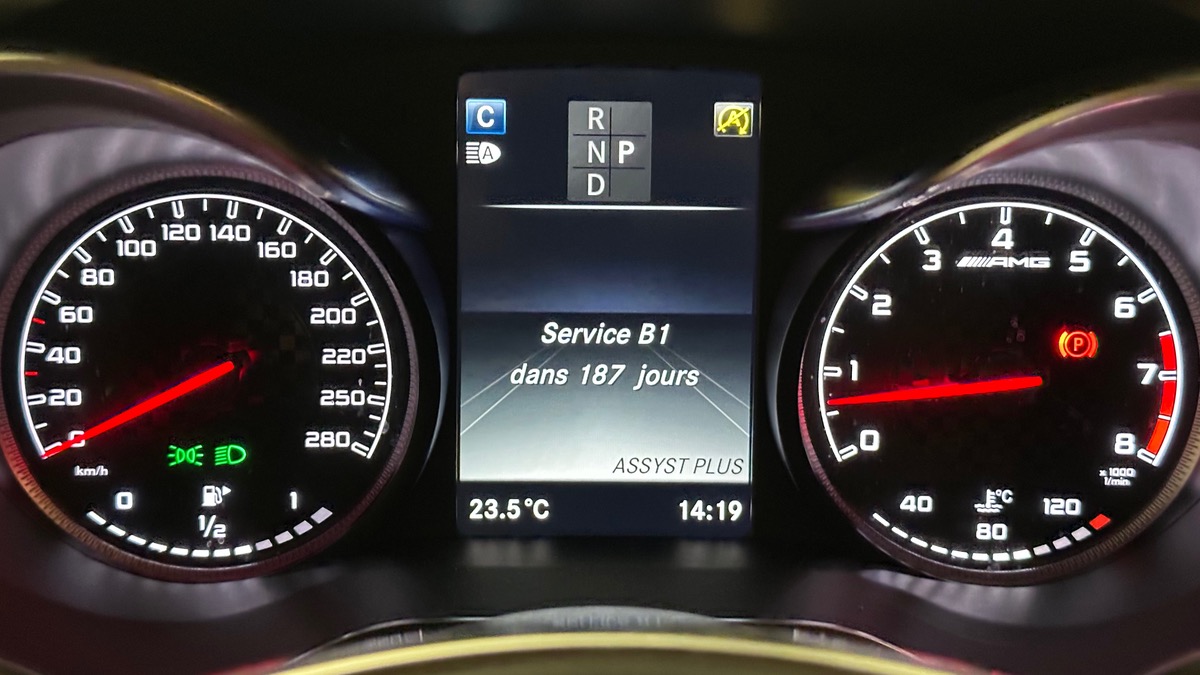 C
R
N P
D
A
A
Service B1
dans 187 jours
ASSYST PLUS
23.5°C
14:19
0
20
40
60
80
100
120
140
160
180
200
220
250
280
km/h
0
1/2
1
0
1
2
3
4
5
6
7
8
AMG
P
x 1000
1/min
40
80
120
°C